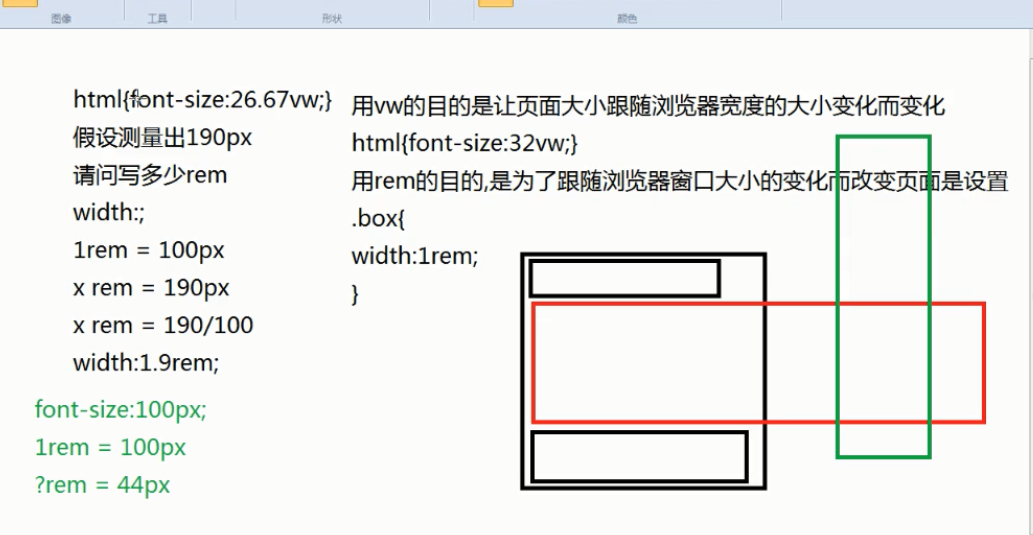 图像
工具
形状
颜色
html{font-size:26.67vw;}
假设测量出190px
请问写多少rem
width:;
1rem = 100px
x rem = 190px
x rem = 190/100
width:1.9rem;
font-size:100px;
1rem = 100px
?rem = 44px
用vw的目的是让页面大小跟随浏览器宽度的大小变化而变化
html{font-size:32vw;}
用rem的目的,是为了跟随浏览器窗口大小的变化而改变页面是设置
.box{
width:1rem;
}